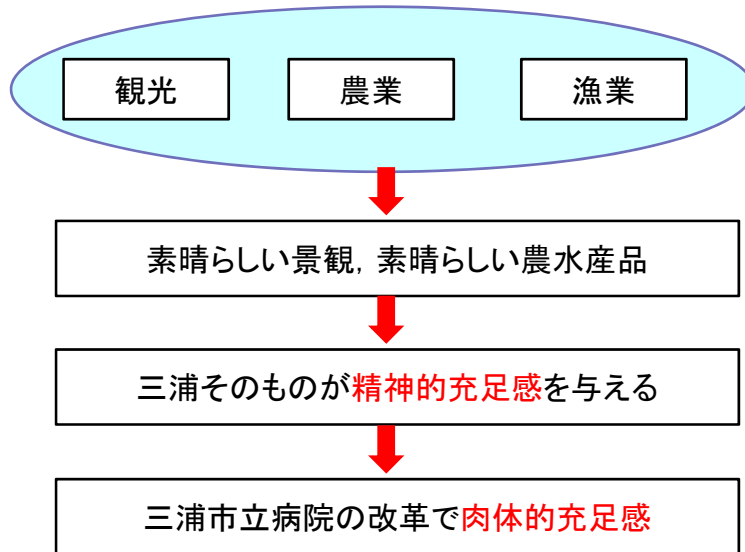 観光 農業 漁業
素晴らしい景観，素晴らしい農水産品
三浦そのものが精神的充足感を与える
三浦市立病院の改革で肉体的充足感